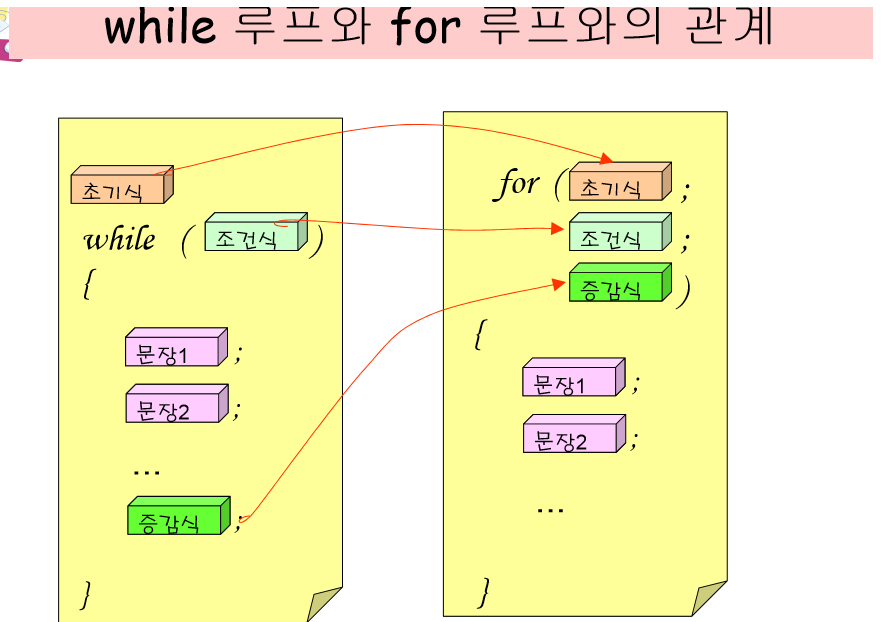 while 루프와 for 루프와의 관계
초기식
while ( 조건식 )
{
문장1 ;
문장2 ;
...
증감식 ;
}
for ( 초기식 ;
조건식 ;
증감식 )
{
문장1 ;
문장2 ;
...
}